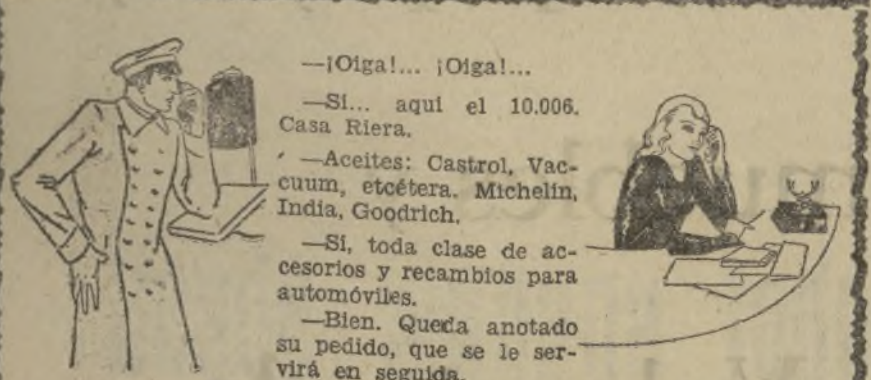 —¡Oiga!... ¡Oiga!...
—Sí... aquí el 10.006.
Casa Riera.
—Aceites: Castrol, Vac-
cuum, etcétera. Michelin,
India, Goodrich.
—Sí, toda clase de ac-
cesorios y recambios para
automóviles.
—Bien. Queda anotado
su pedido, que se le ser-
virá en seguida.